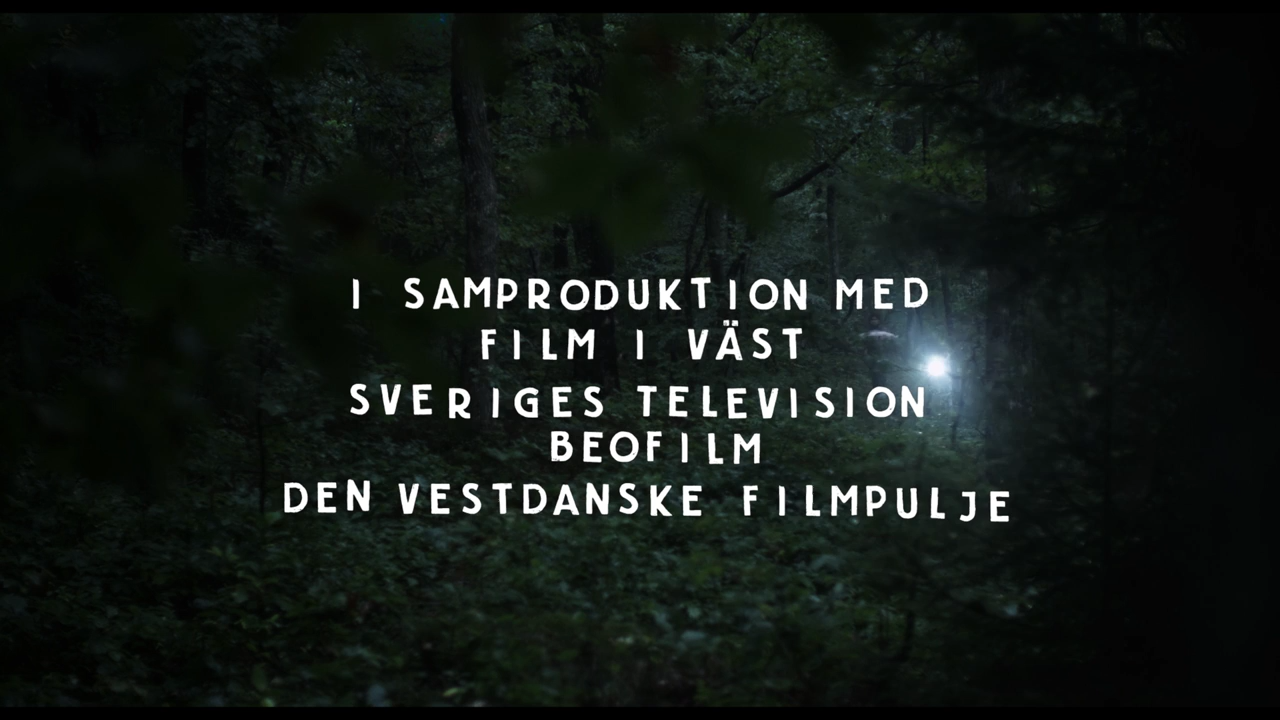 I SAMPRODUKTION MED
FILM I VÄST
SVERIGES TELEVISION
BEOFILM
DEN VESTDANSKE FILMPULJE